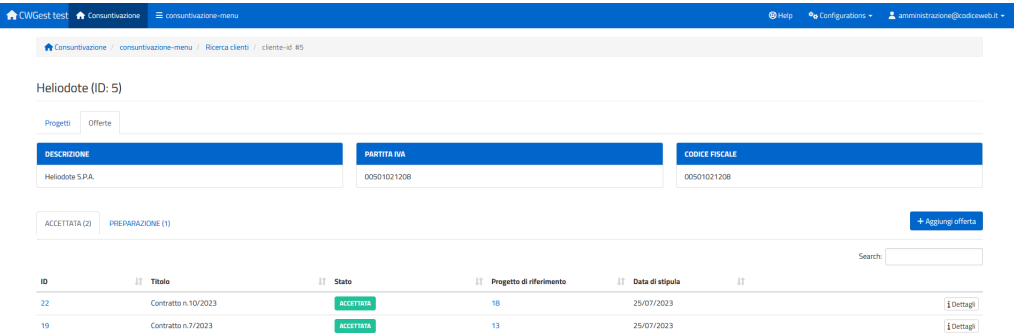 CWGest test Consuntivazione consuntivazione-menu Help Configurations amministrazione@codiceweb.it
Consuntivazione / consuntivazione-menu / Ricerca clienti / cliente-id #5
Heliodote (ID: 5)
Progetti Offerte
DESCRIZIONE PARTITA IVA CODICE FISCALE
Heliodote S.P.A. 00501021208 00501021208
ACCETTATA (2) PREPARAZIONE (1) + Aggiungi offerta
Search:
ID Titolo Stato Progetto di riferimento Data di stipula
22 Contratto n.10/2023 ACCETTATA 18 25/07/2023 Dettagli
19 Contratto n.7/2023 ACCETTATA 13 25/07/2023 Dettagli